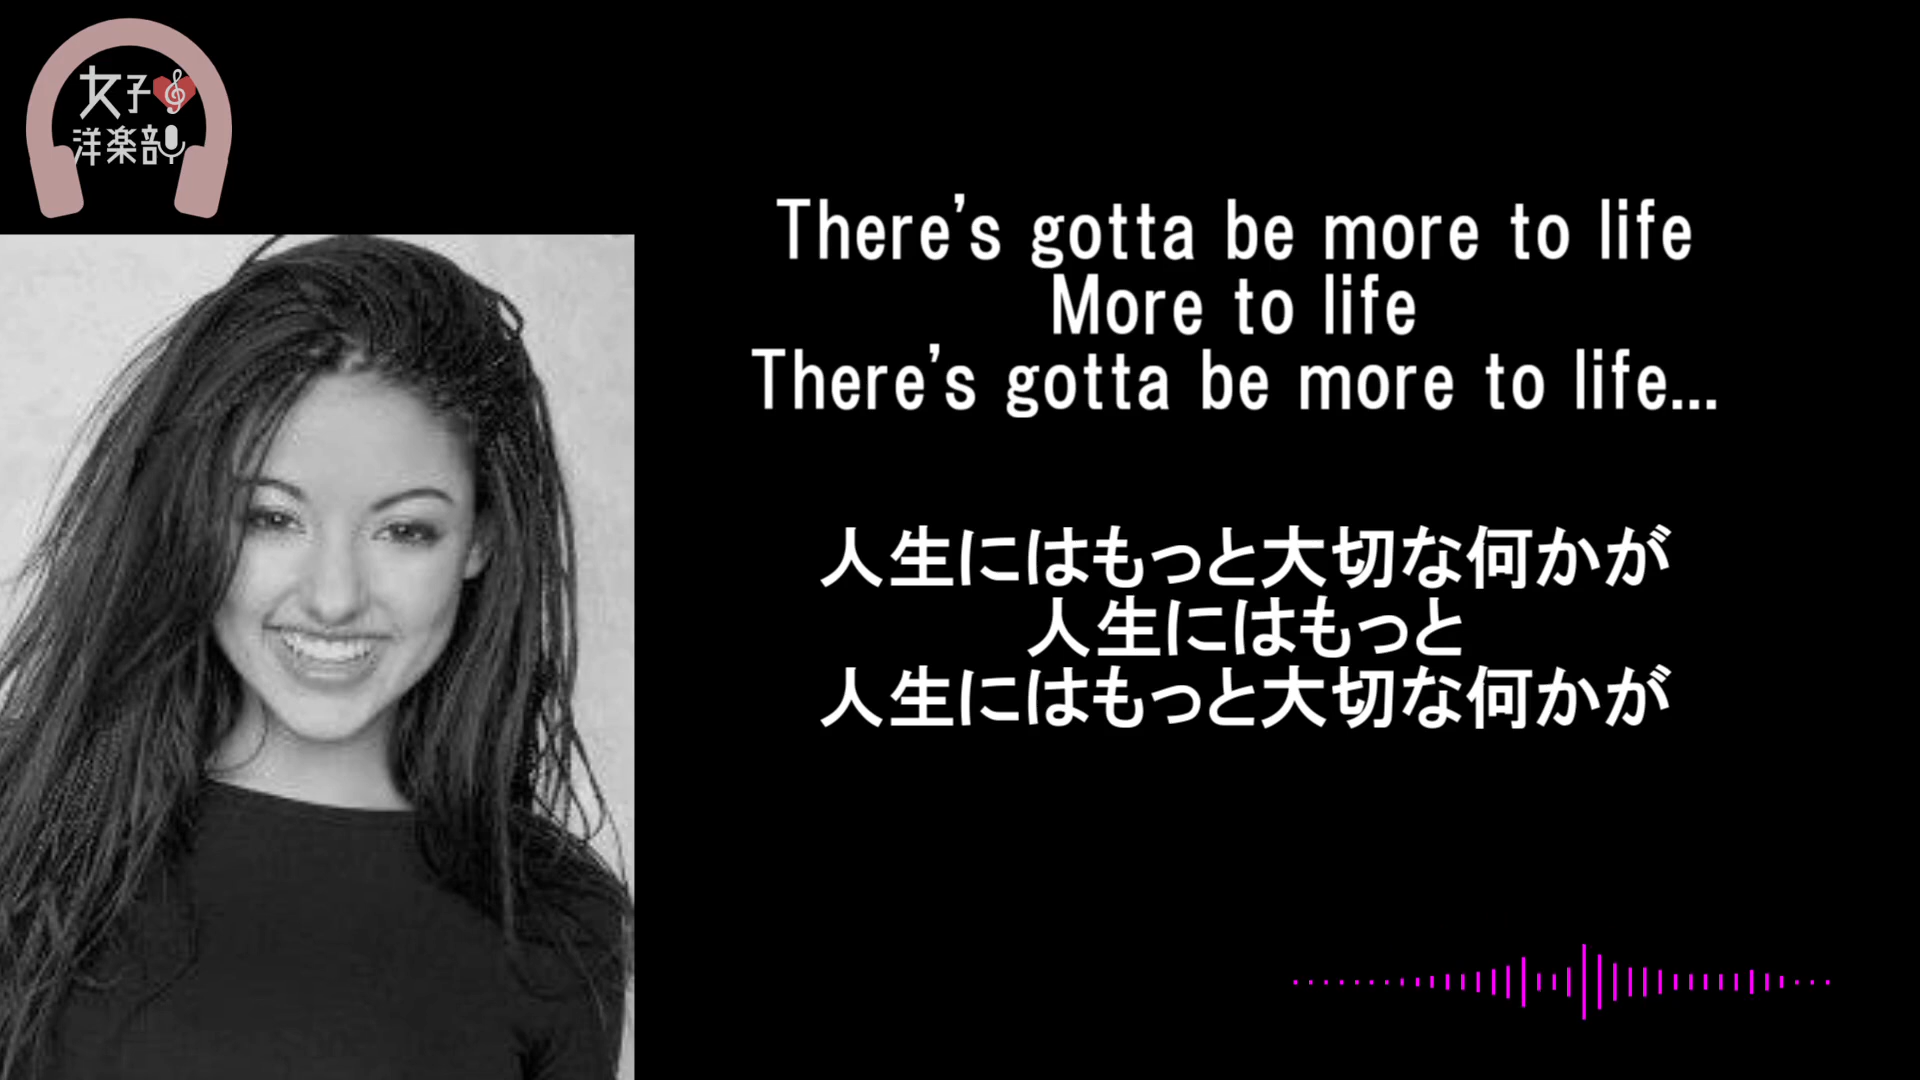 女子
洋楽部
There's gotta be more to life
More to life
There's gotta be more to life...
人生にはもっと大切な何かが
人生にはもっと
人生にはもっと大切な何かが